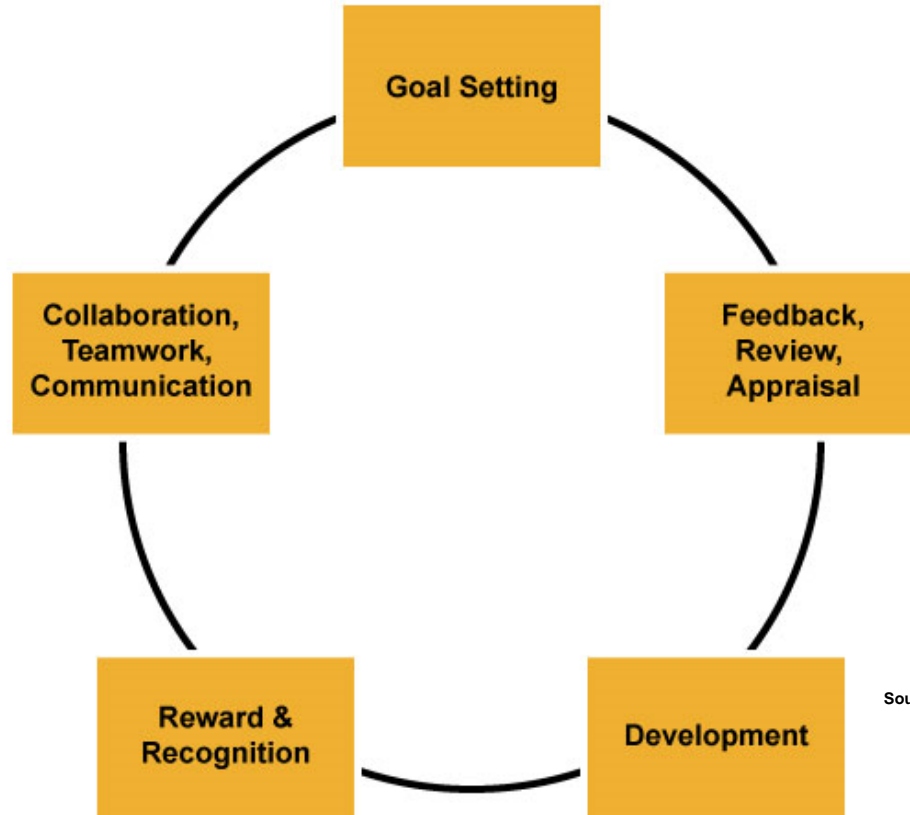 Goal Setting
Feedback,
Review,
Appraisal
Development
Reward &
Recognition
Collaboration,
Teamwork,
Communication